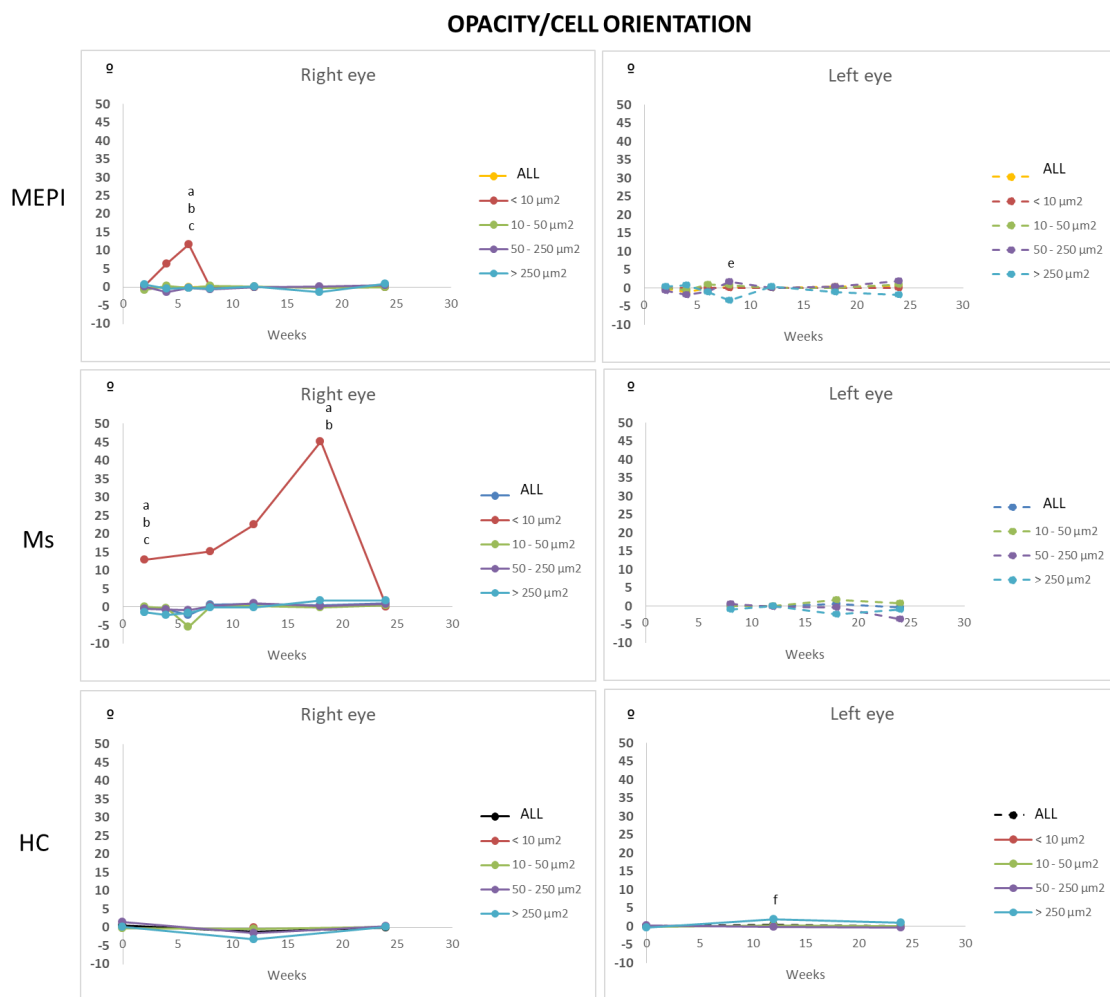 OPACITY/CELL ORIENTATION
MEPI
º
Right eye
50
45
40
35
30
25
20
15
10
5
0
-5
-10
0
5
10
15
20
25
30
Weeks
a
b
c
ALL
< 10 µm2
10 - 50 µm2
50 - 250 µm2
> 250 µm2
º
Left eye
50
45
40
35
30
25
20
15
10
5
0
-5
-10
0
5
10
15
20
25
30
Weeks
e
ALL
< 10 µm2
10 - 50 µm2
50 - 250 µm2
> 250 µm2
Ms
º
Right eye
50
45
40
35
30
25
20
15
10
5
0
-5
-10
0
5
10
15
20
25
30
Weeks
a
b
c
a
b
ALL
< 10 µm2
10 - 50 µm2
50 - 250 µm2
> 250 µm2
º
Left eye
50
45
40
35
30
25
20
15
10
5
0
-5
-10
0
5
10
15
20
25
30
Weeks
ALL
10 - 50 µm2
50 - 250 µm2
> 250 µm2
HC
º
Right eye
50
45
40
35
30
25
20
15
10
5
0
-5
-10
0
5
10
15
20
25
30
Weeks
ALL
< 10 µm2
10 - 50 µm2
50 - 250 µm2
> 250 µm2
º
Left eye
50
45
40
35
30
25
20
15
10
5
0
-5
-10
0
5
10
15
20
25
30
Weeks
f
ALL
< 10 µm2
10 - 50 µm2
50 - 250 µm2
> 250 µm2